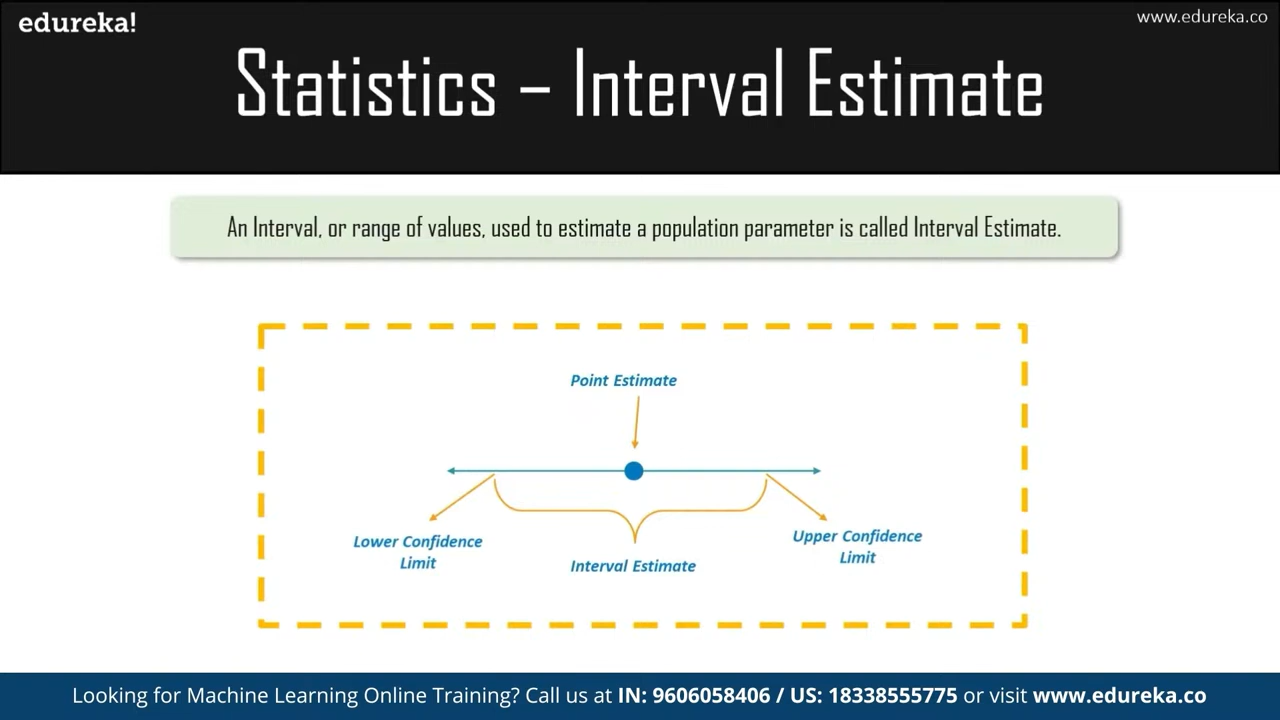 edureka!
www.edureka.co
Statistics – Interval Estimate
An Interval, or range of values, used to estimate a population parameter is called Interval Estimate.
Point Estimate
Lower Confidence
Limit
Interval Estimate
Upper Confidence
Limit
Looking for Machine Learning Online Training? Call us at IN: 9606058406 / US: 18338555775 or visit www.edureka.co